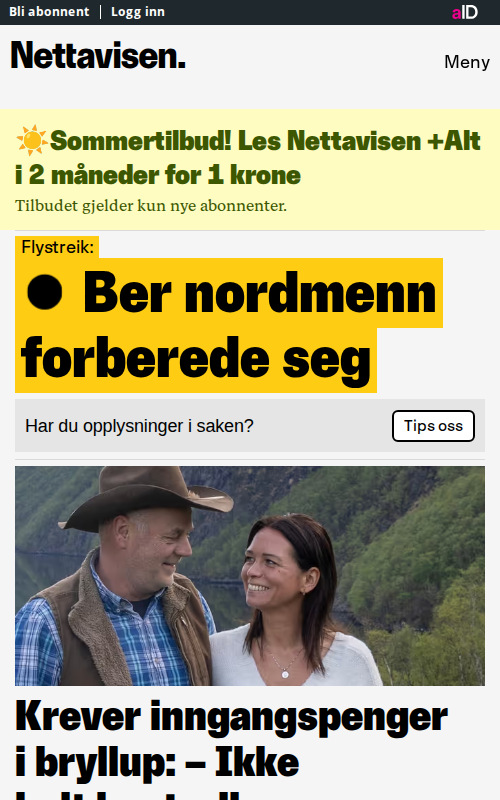 Bli abonnent | Logg inn
aID
Nettavisen.
Meny
☀️Sommertilbud! Les Nettavisen +Alt
i 2 måneder for 1 krone
Tilbudet gjelder kun nye abonnenter.
Flystreik:
● Ber nordmenn
forberede seg
Har du opplysninger i saken?
Tips oss
Krever inngangspenger
i bryllup: – Ikke